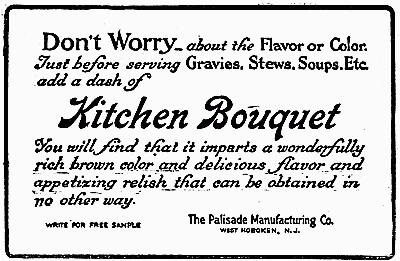 Don't Worry - about the Flavor or Color.
Just before serving Gravies, Stews, Soups, Etc.
add a dash of
Kitchen Bouquet
You will find that it imparts a wonderfully
rich brown color and delicious flavor and
appetizing relish that can be obtained in
no other way.
WRITE FOR FREE SAMPLE
The Palisade Manufacturing Co.
WEST HOBOKEN, N.J.